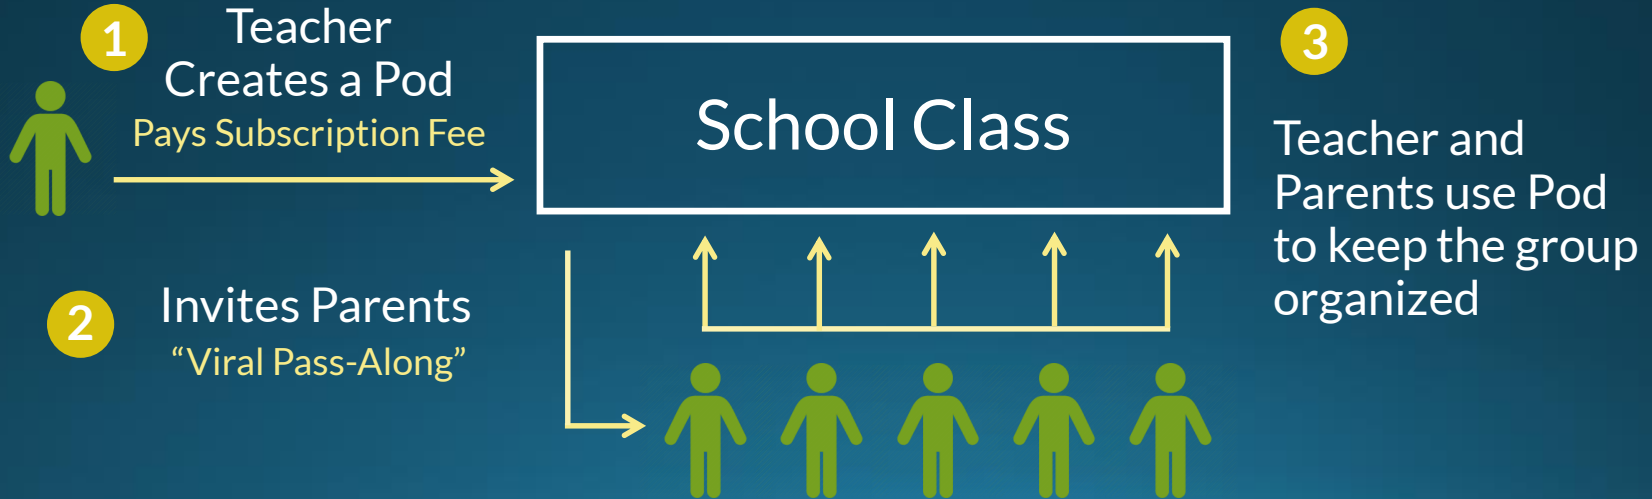 1
Teacher
Creates a Pod
Pays Subscription Fee
School Class
2
Invites Parents
“Viral Pass-Along”
3
Teacher and
Parents use Pod
to keep the group
organized